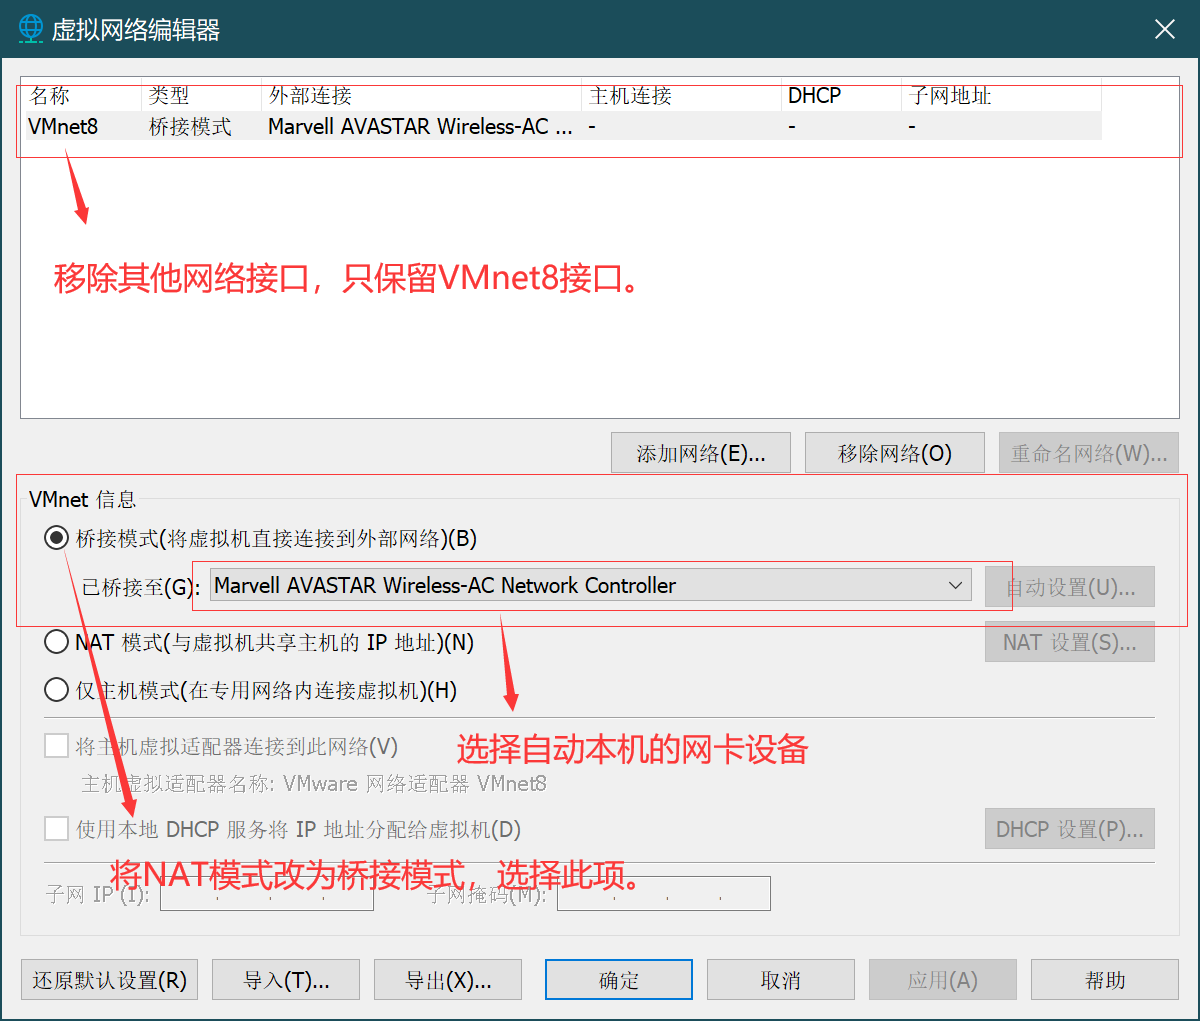 虚拟网络编辑器
名称 类型 外部连接 主机连接 DHCP 子网地址
VMnet8 桥接模式 Marvell AVASTAR Wireless-AC ... - - -
移除其他网络接口，只保留VMnet8接口。
添加网络(E)... 移除网络(O) 重命名网络(W)...
VMnet 信息
桥接模式(将虚拟机直接连接到外部网络)(B)
已桥接至(G): Marvell AVASTAR Wireless-AC Network Controller 自动设置(U)...
NAT 模式(与虚拟机共享主机的 IP 地址)(N) NAT 设置(S)...
仅主机模式(在专用网络内连接虚拟机)(H)
将主机虚拟适配器连接到此网络(V)
选择自动本机的网卡设备
主机虚拟适配器名称: VMware 网络适配器 VMnet8
使用本地 DHCP 服务将 IP 地址分配给虚拟机(D) DHCP 设置(P)...
将NAT模式改为桥接模式，选择此项。
子网 IP (I): . . . 子网掩码(M): . . .
还原默认设置(R) 导入(T)... 导出(X)... 确定 取消 应用(A) 帮助